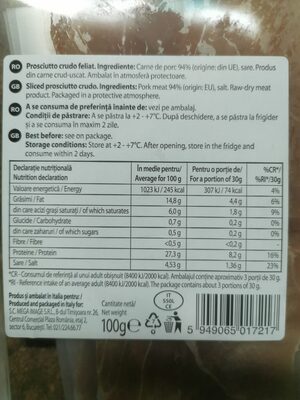 RO Prosciutto crudo feliat. Ingrediente: Carne de porc 94% (origine: din UE), sare. Produs
din carne crud-uscat. Ambalat în atmosferă protectoare.
GB Sliced prosciutto crudo. Ingredients: Pork meat 94% (origin: EU), salt. Raw-dry meat
product. Packaged in a protective atmosphere.
RO A se consuma de preferință înainte de: vezi pe ambalaj.
Condiții de păstrare: A se păstra la +2 - +7°C. După deschidere, a se păstra la frigider
și a se consuma în maxim 2 zile.
GB Best before: see on package.
Storage conditions: Store at +2 - +7°C. After opening, store in the fridge and
consume within 2 days.
Declarație nutrițională În medie pentru/ Pentru o porție de/ %CR*/
Nutrition declaration Average for 100 g For a portion of 30g %RI*/30g
Valoare energetică / Energy 1023 kJ / 245 kcal 307 kJ / 74 kcal 4%
Grăsimi / Fat 14,8 g 4,4 g 6%
din care acizi grași saturați / of which saturates 6,0 g 1,8 g 9%
Glucide / Carbohydrate 0,7 g 0,2 g 0%
din care zaharuri / of which sugars 0,5 g 0,2 g 0%
Fibre / Fibre <0,5 g <0,2 g -
Proteine / Protein 27,3 g 8,2 g 16%
Sare / Salt 4,53 g 1,36 g 23%
*CR - Consumul de referință al unui adult obișnuit (8400 kJ/2000 kcal). Ambalajul conține aproximativ 3 porții de 30 g.
*RI - Reference intake of an average adult (8400 kJ/2000 kcal). The package contains about 3 portions of 30 g.
Produs și ambalat în Italia pentru /
Produced and packaged in Italy for:
S.C. MEGA IMAGE S.R.L., B-dul Timișoara nr. 26,
Centrul Comercial Plaza România, etaj 2,
sector 6, București. Tel: 021/224.66.77
Cantitate netă/
Net weight
100g e
IT
550L
CE
5 949065 017217